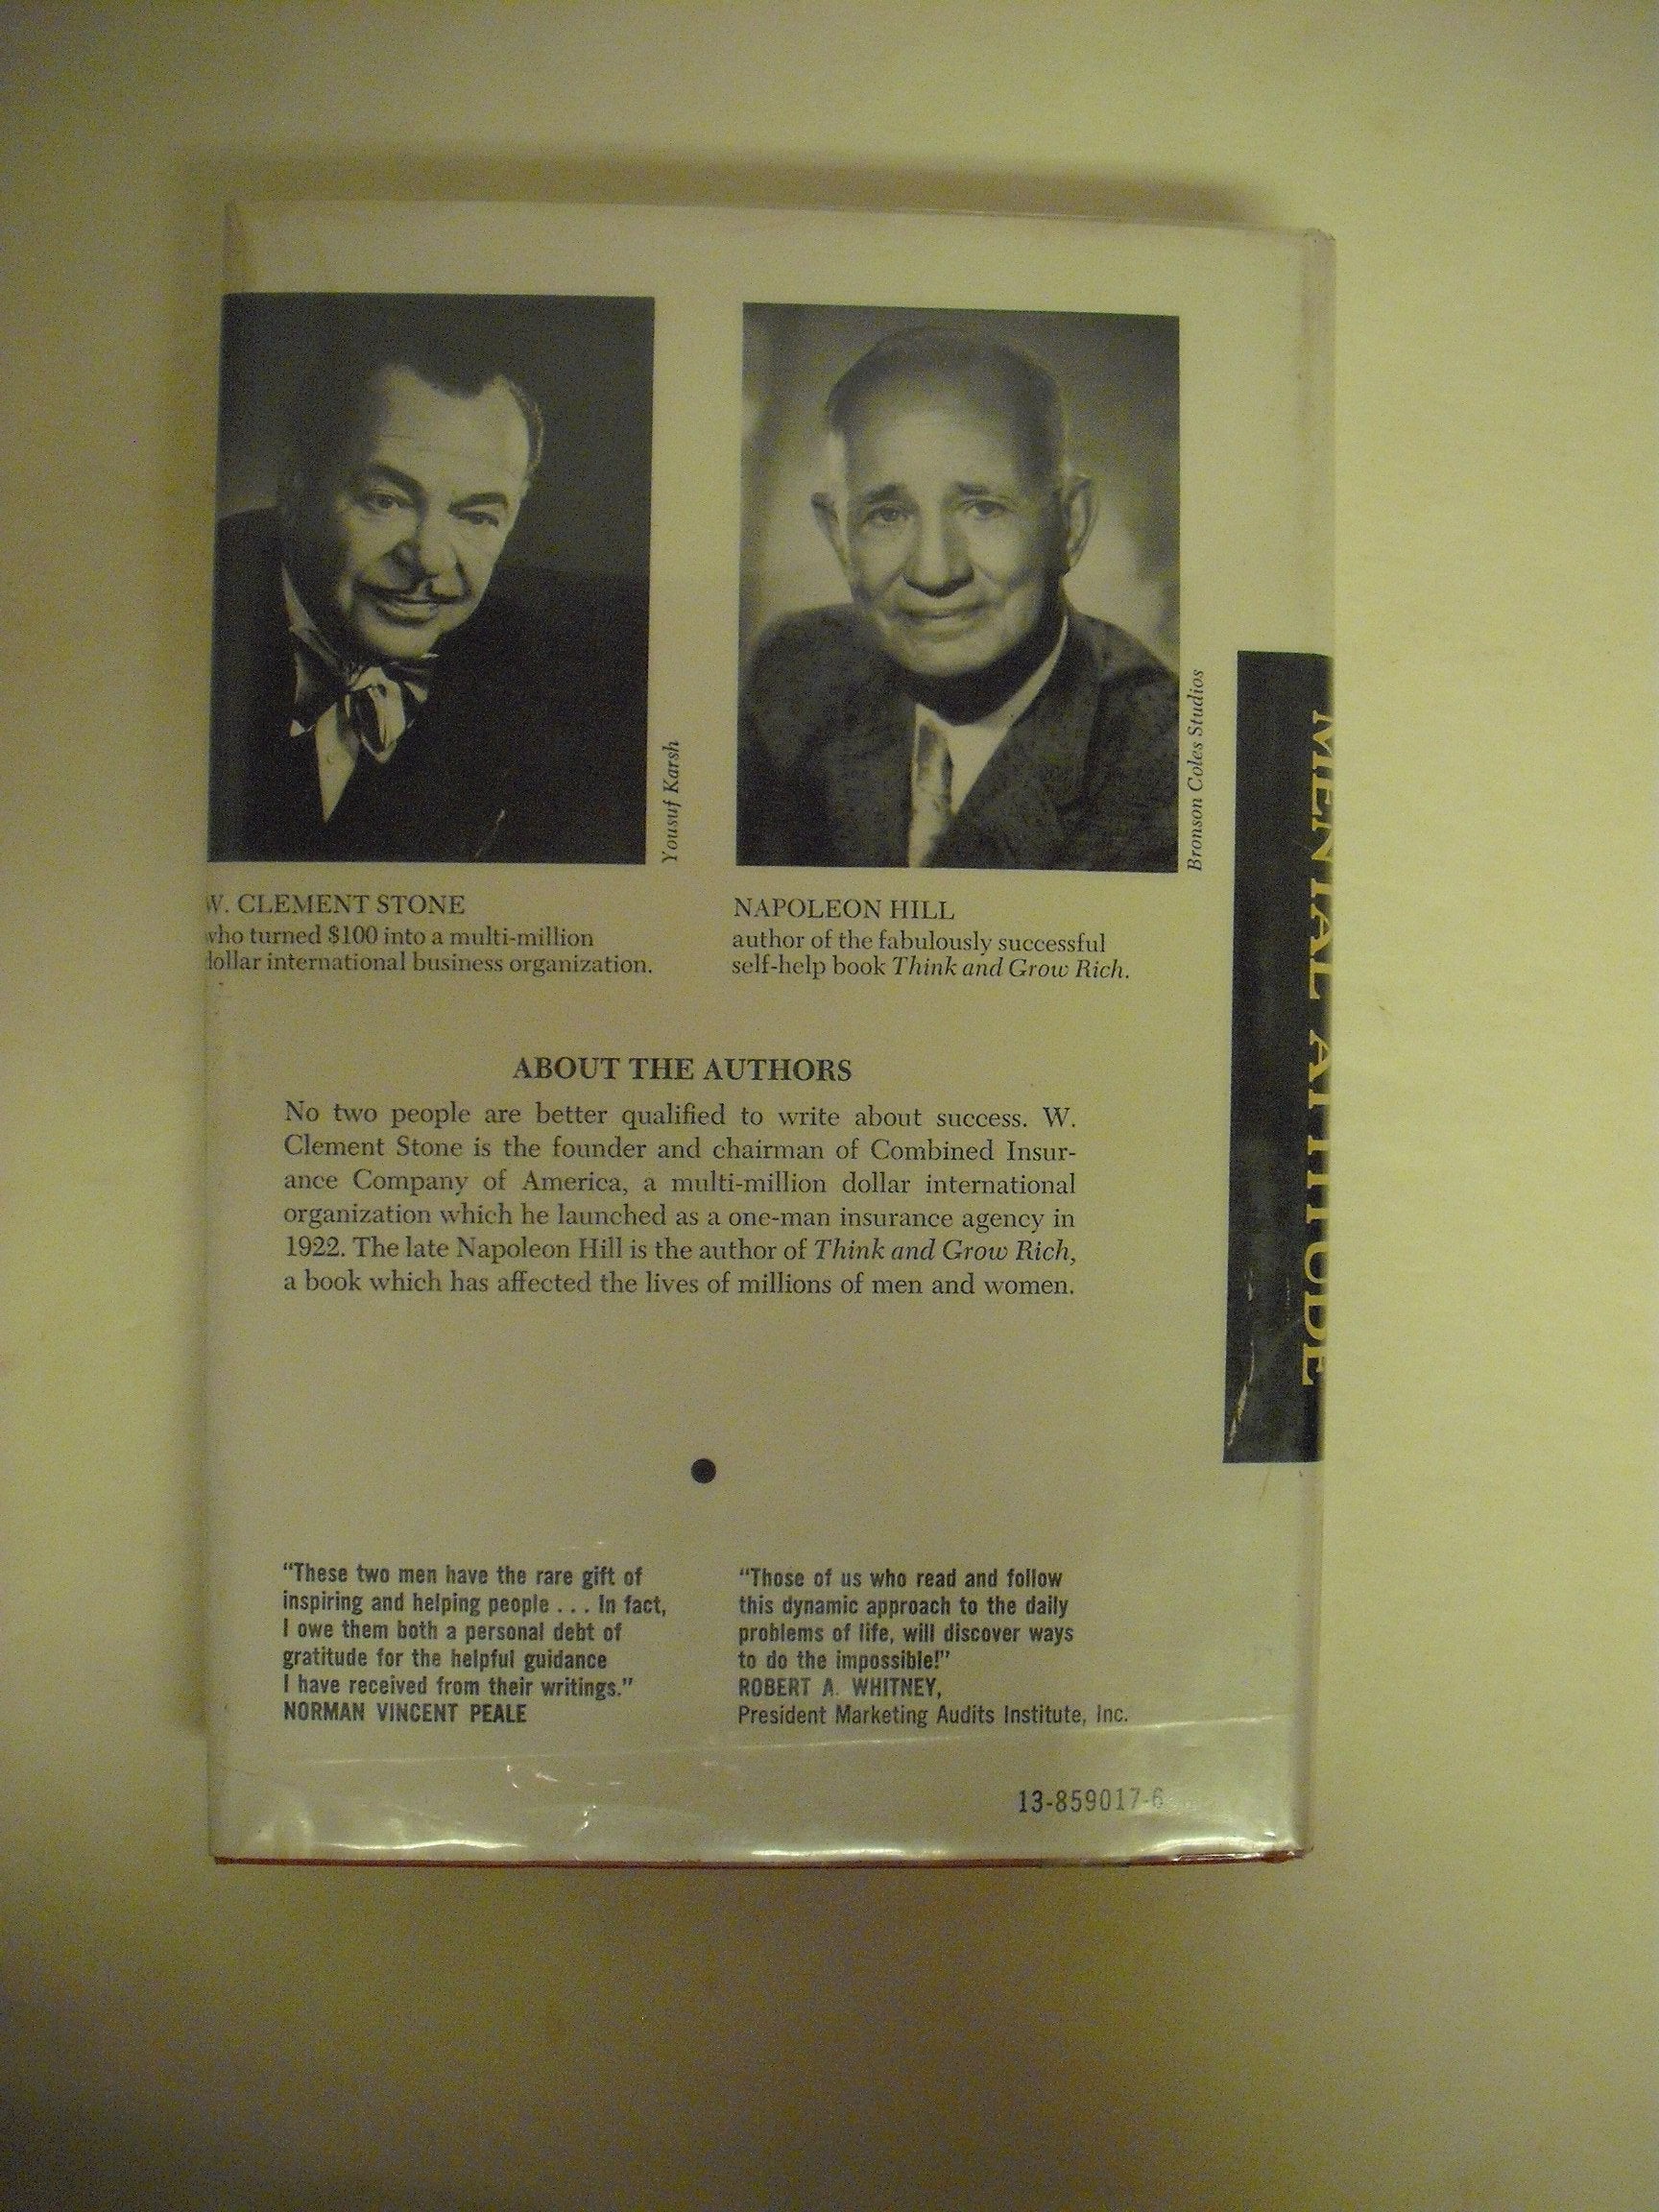 Yousuf Karsh
Bronson Coles Studios
W. CLEMENT STONE
who turned $100 into a multi-million
dollar international business organization.
NAPOLEON HILL
author of the fabulously successful
self-help book Think and Grow Rich.
ABOUT THE AUTHORS
No two people are better qualified to write about success. W.
Clement Stone is the founder and chairman of Combined Insur-
ance Company of America, a multi-million dollar international
organization which he launched as a one-man insurance agency in
1922. The late Napoleon Hill is the author of Think and Grow Rich,
a book which has affected the lives of millions of men and women.
“These two men have the rare gift of
inspiring and helping people . . . In fact,
I owe them both a personal debt of
gratitude for the helpful guidance
I have received from their writings.”
NORMAN VINCENT PEALE
“Those of us who read and follow
this dynamic approach to the daily
problems of life, will discover ways
to do the impossible!”
ROBERT A. WHITNEY,
President Marketing Audits Institute, Inc.
13-859017-6
MENTAL ATTITUDE